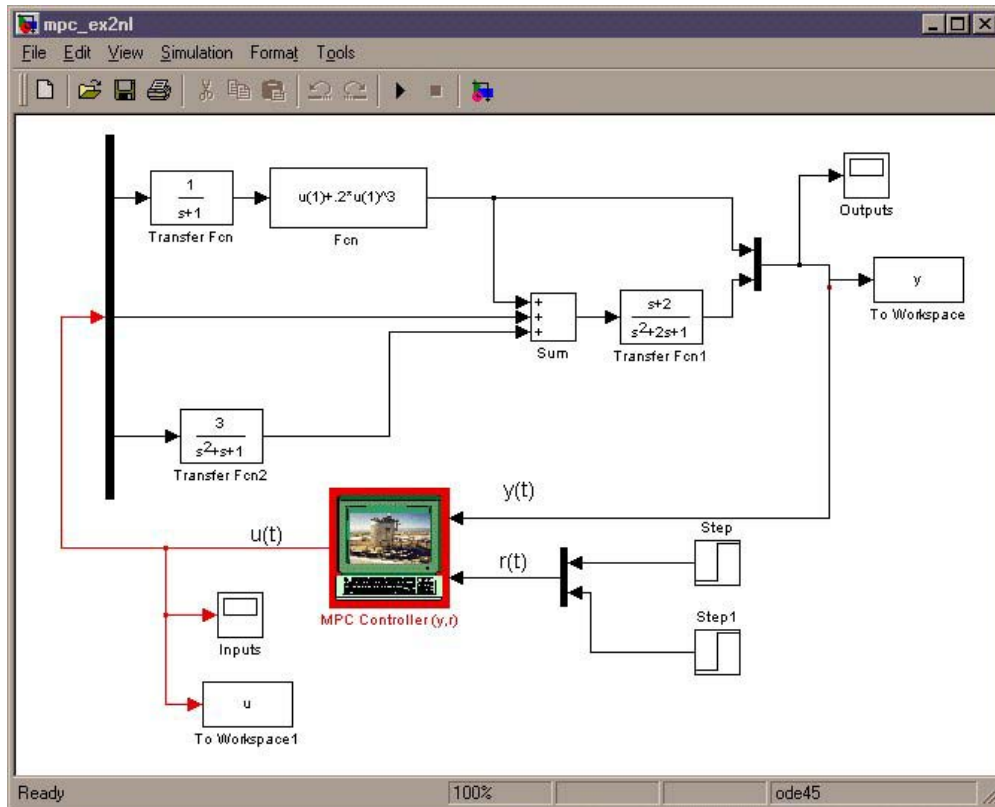 mpc_ex2nl
File Edit View Simulation Format Tools
1
s+1
Transfer Fcn
u(1)+.2*u(1)^3
Fcn
Outputs
y
To Workspace
+
+
+
Sum
s+2
s2+2s+1
Transfer Fcn1
3
s2+s+1
Transfer Fcn2
y(t)
Step
u(t)
r(t)
MPC Controller (y,r)
Step1
Inputs
u
To Workspace1
Ready 100% ode45